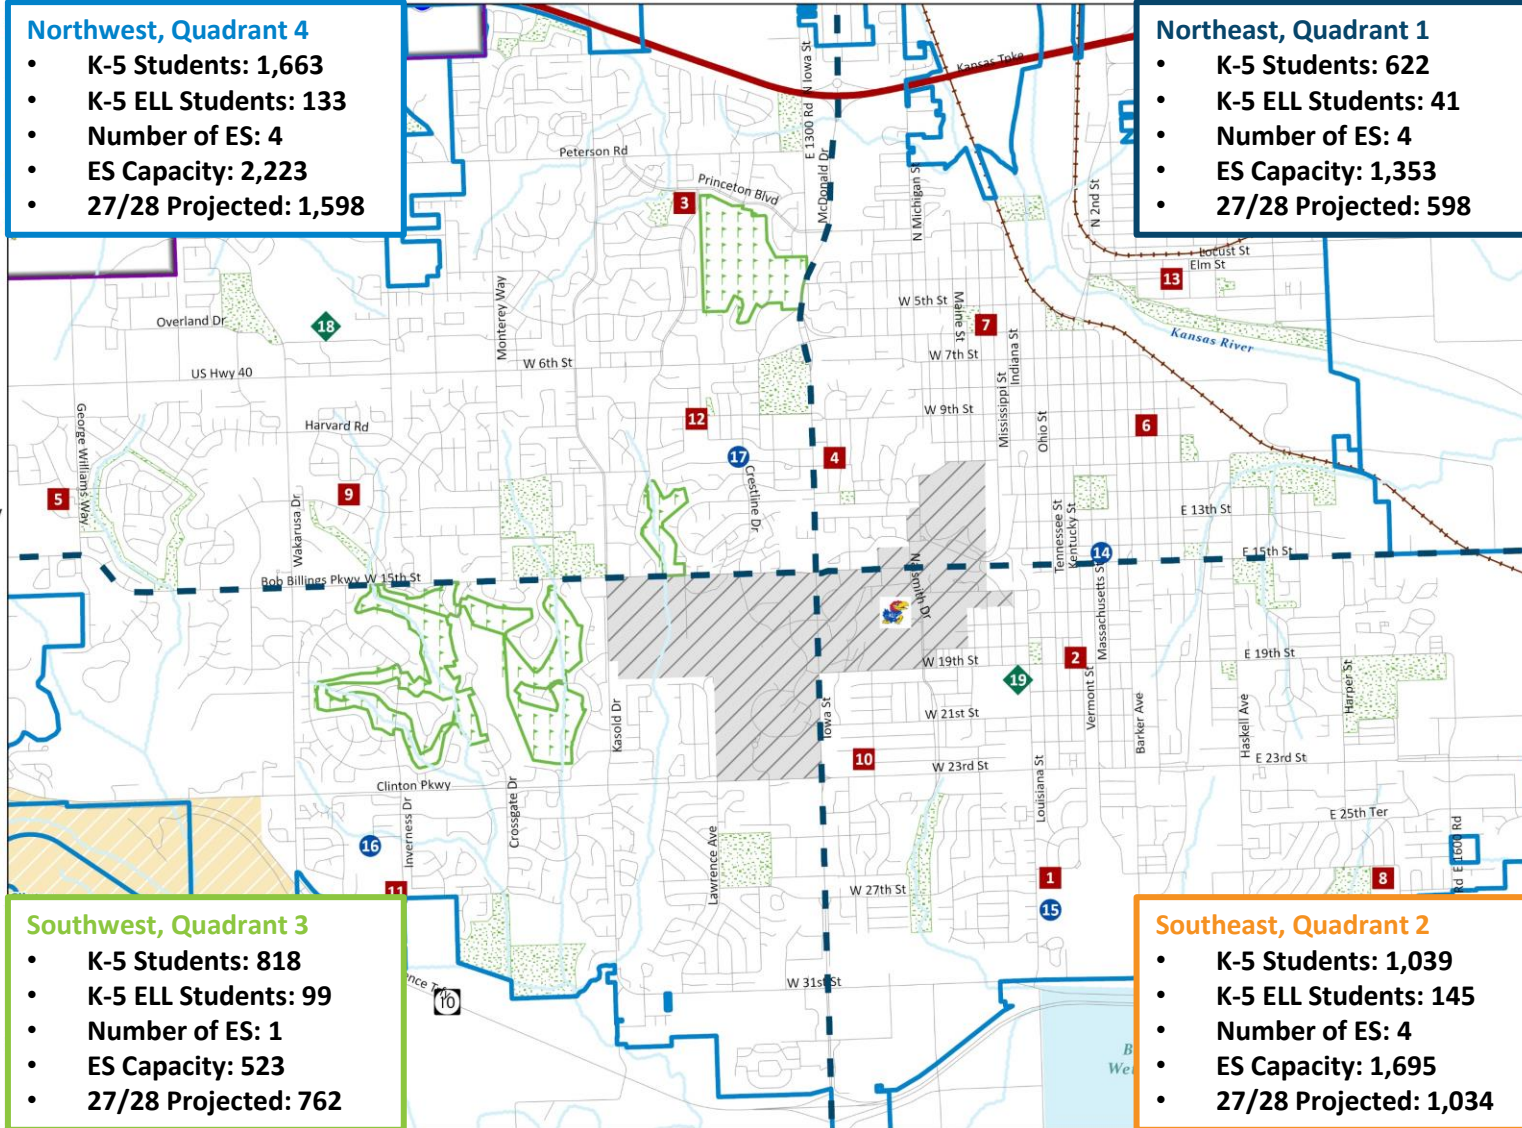 Northwest, Quadrant 4
• K-5 Students: 1,663
• K-5 ELL Students: 133
• Number of ES: 4
• ES Capacity: 2,223
• 27/28 Projected: 1,598
Northeast, Quadrant 1
• K-5 Students: 622
• K-5 ELL Students: 41
• Number of ES: 4
• ES Capacity: 1,353
• 27/28 Projected: 598
N Iowa St
E 1300 Rd
Kansas Tpke
Peterson Rd
Princeton Blvd
McDonald Dr
N Michigan St
N 2nd St
3
Locust St
Elm St
13
Monterey Way
Overland Dr
18
W 5th St
Maine St
7
Indiana St
Kansas River
W 6th St
W 7th St
US Hwy 40
Mississippi St
George Williams Way
Harvard Rd
12
W 9th St
Ohio St
6
17
4
Crestline Dr
5
9
Wakarusa Dr
Tennessee St
Kentucky St
E 13th St
14
E 15th St
Bob Billings Pkwy
W 15th St
Naismith Dr
Massachusetts St
W 19th St
2
E 19th St
19
Harper St
Kasold Dr
Iowa St
W 21st St
Vermont St
Barker Ave
Haskell Ave
10
W 23rd St
E 23rd St
Clinton Pkwy
Crossgate Dr
Louisiana St
E 25th Ter
Inverness Dr
16
Lawrence Ave
E 1600 Rd
Rd
11
W 27th St
1
8
15
Southwest, Quadrant 3
• K-5 Students: 818
• K-5 ELL Students: 99
• Number of ES: 1
• ES Capacity: 523
• 27/28 Projected: 762
10
W 31st St
Southeast, Quadrant 2
• K-5 Students: 1,039
• K-5 ELL Students: 145
• Number of ES: 4
• ES Capacity: 1,695
• 27/28 Projected: 1,034